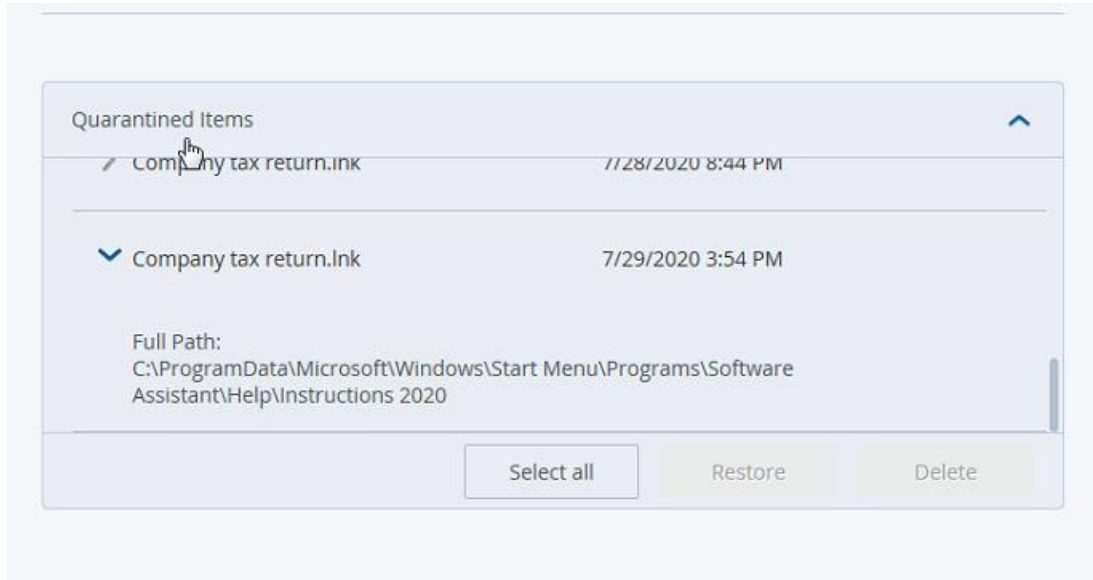 Quarantined Items
Company tax return.lnk 7/28/2020 8:44 PM
Company tax return.lnk 7/29/2020 3:54 PM
Full Path:
C:\ProgramData\Microsoft\Windows\Start Menu\Programs\Software
Assistant\Help\Instructions 2020
Select all Restore Delete